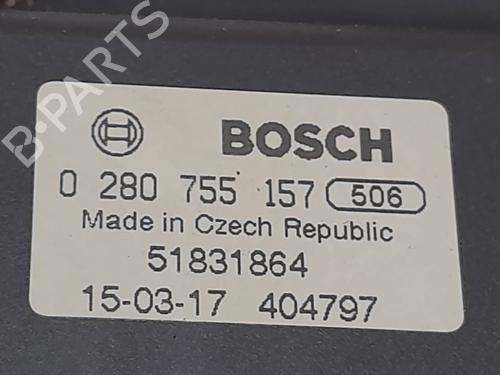 BOSCH
0 280 755 157 506
Made in Czech Republic
51831864
15-03-17 404797
B-PARTS